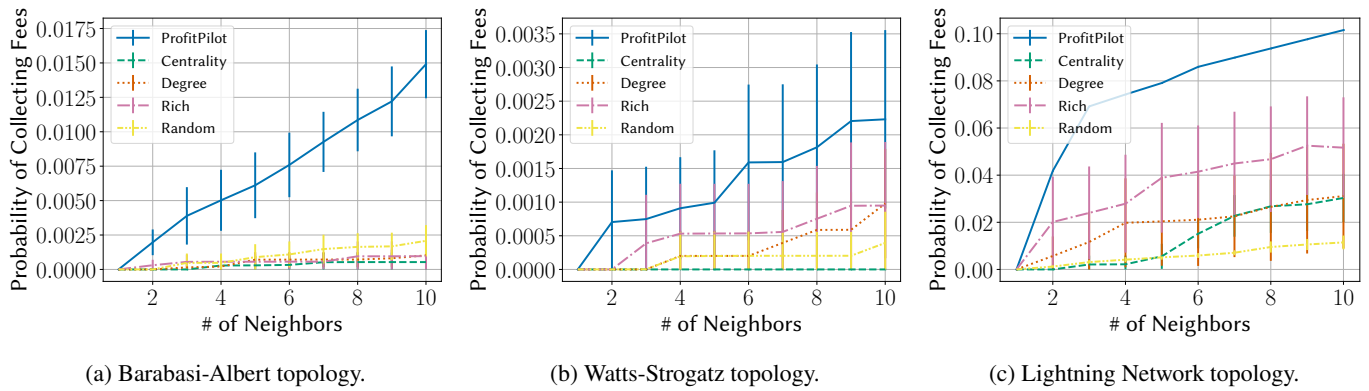 Probability of Collecting Fees
0.0175
0.0150
0.0125
0.0100
0.0075
0.0050
0.0025
0.0000
ProfitPilot
Centrality
Degree
Rich
Random
2 4 6 8 10
# of Neighbors
(a) Barabasi-Albert topology.
Probability of Collecting Fees
0.0035
0.0030
0.0025
0.0020
0.0015
0.0010
0.0005
0.0000
ProfitPilot
Centrality
Degree
Rich
Random
2 4 6 8 10
# of Neighbors
(b) Watts-Strogatz topology.
Probability of Collecting Fees
0.10
0.08
0.06
0.04
0.02
0.00
ProfitPilot
Centrality
Degree
Rich
Random
2 4 6 8 10
# of Neighbors
(c) Lightning Network topology.